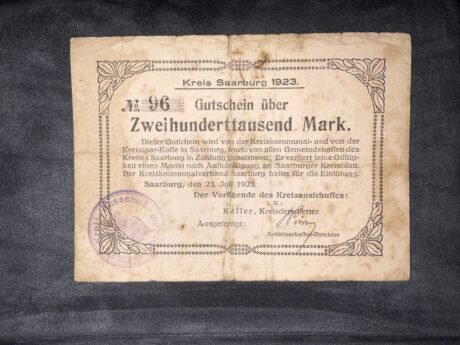 Kreis Saarburg 1923.
№ 96 Gutschein über
Zweihunderttausend Mark.
Dieser Gutschein wird von der Kreiskommunal- und von der
Kreisspar-Kasse in Saarburg, sowie von allen Gemeindekassen des
Kreises Saarburg in Zahlung genommen. Er verliert seine Gültig-
keit einen Monat nach Aufkündigung im Saarburger Kreisblatt.
Der Kreiskommunalverband Saarburg haftet für die Einlösung.
Saarburg, den 23. Juli 1923.
Der Vorsitzende des Kreisausschusses:
I. V.:
Keller, Kreisdeputierter.
Ausgefertigt:
Kreissparkassen-Direktor